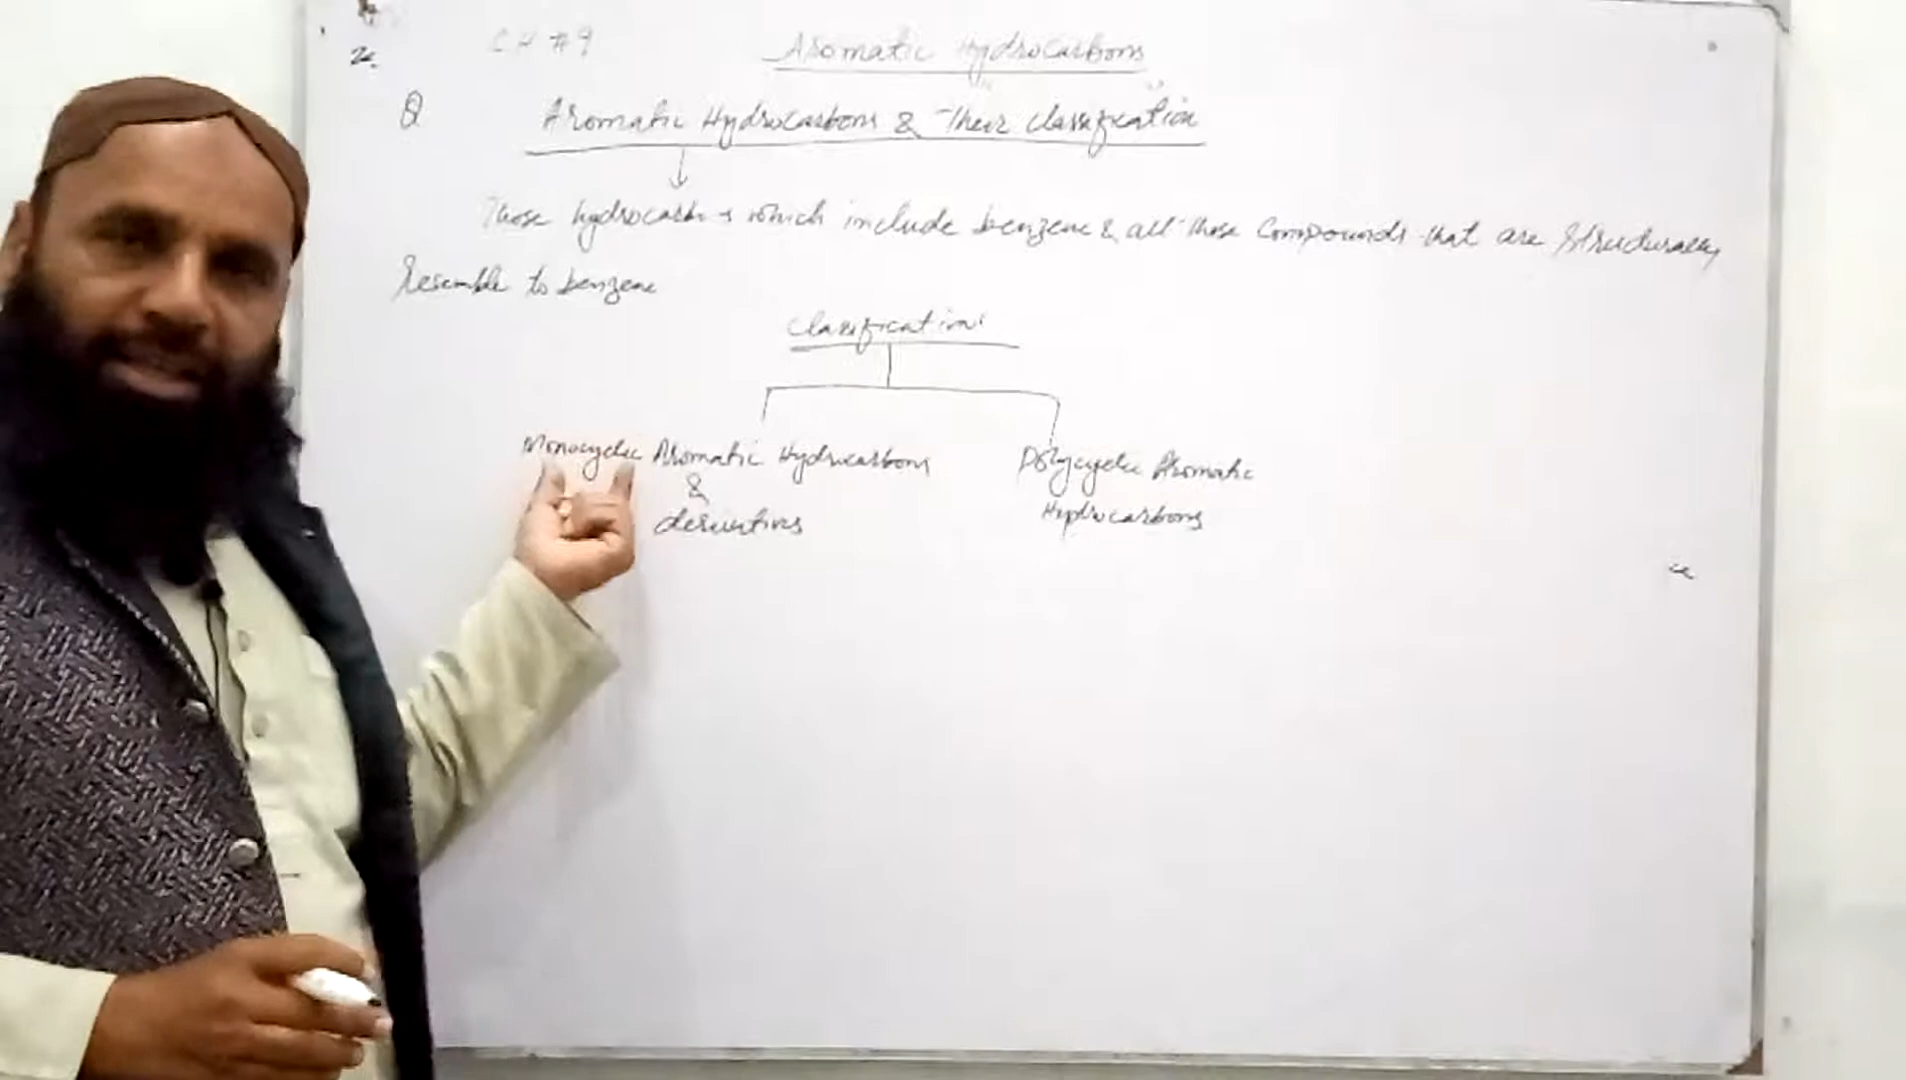 CH #9 Aromatic Hydrocarbons
Q Aromatic Hydrocarbons & Their classification
Those hydrocarbons which include benzene & all those Compounds that are structurally
resemble to benzene
Classification
Monocyclic Aromatic Hydrocarbons Polycyclic Aromatic
& Hydrocarbons
derivatives